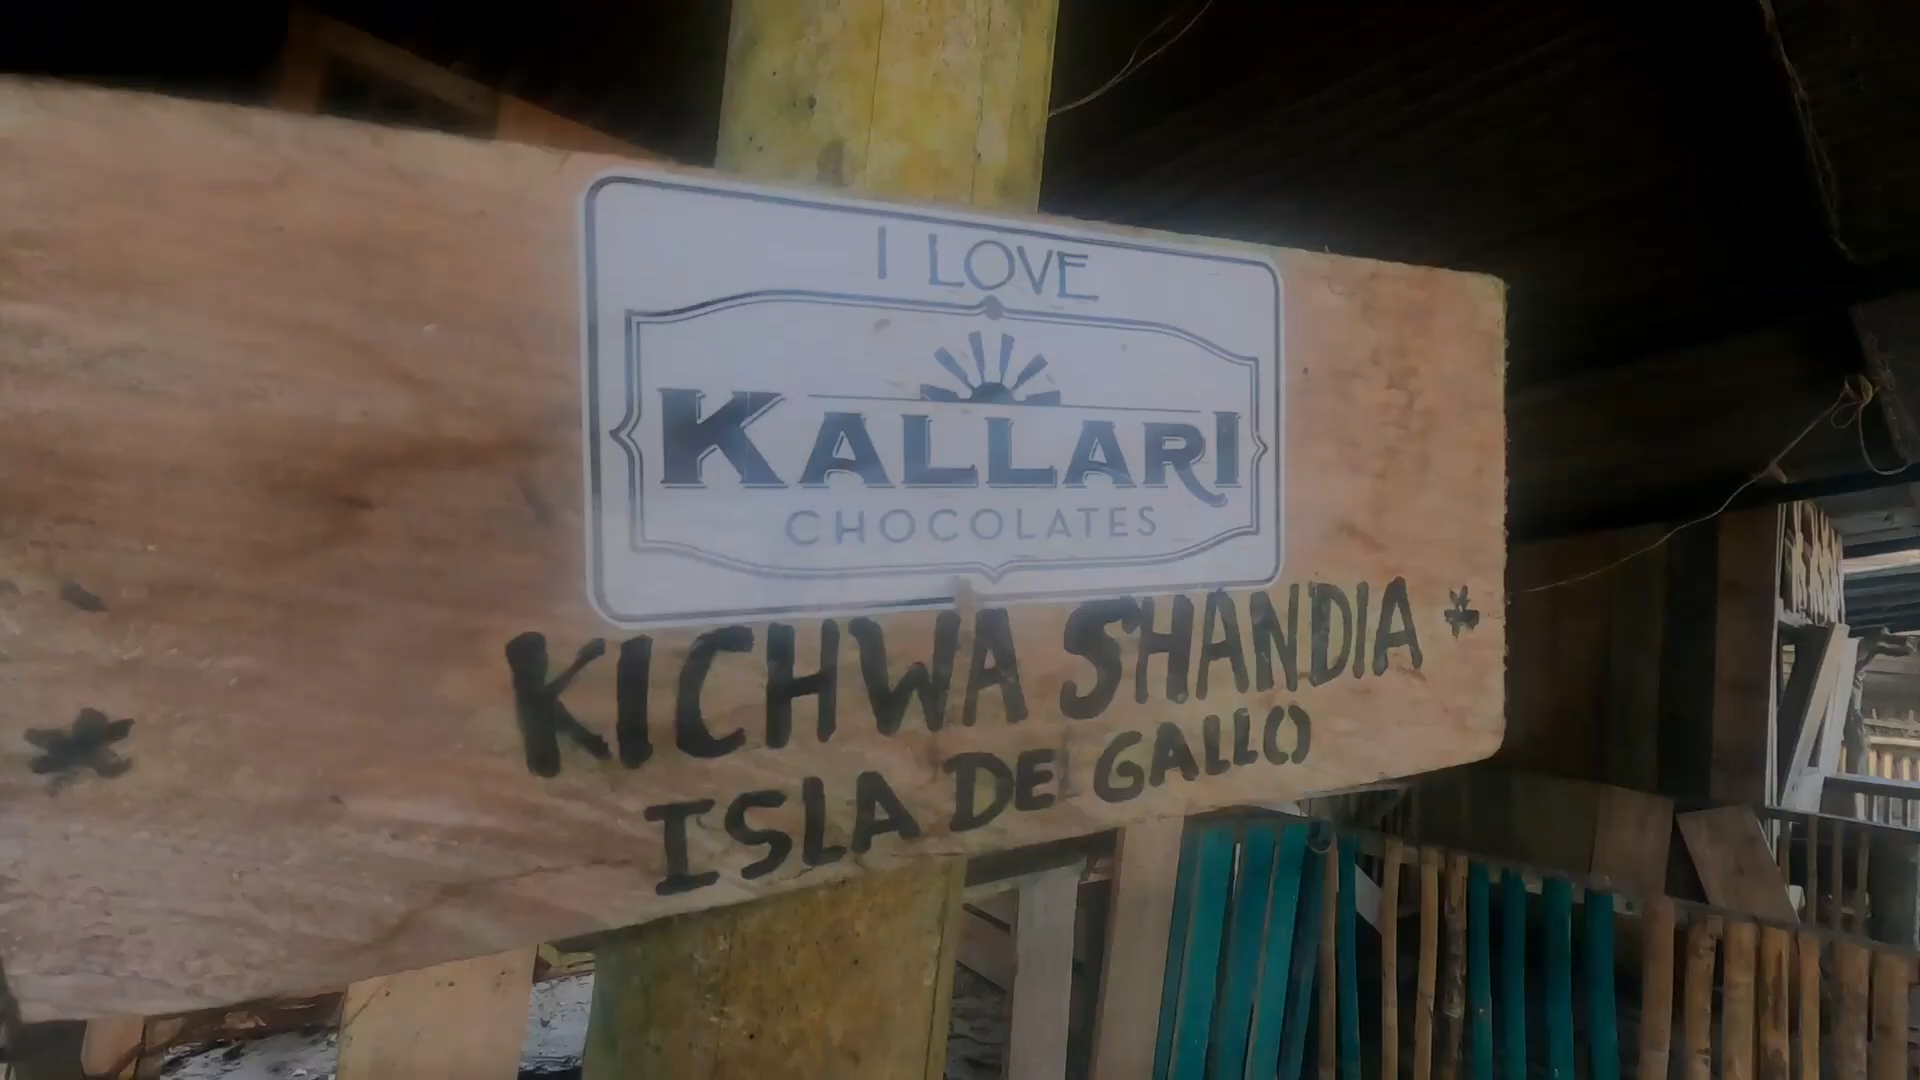 I LOVE
KALLARI
CHOCOLATES
KICHWA SHANDIA *
* ISLA DE GALLO